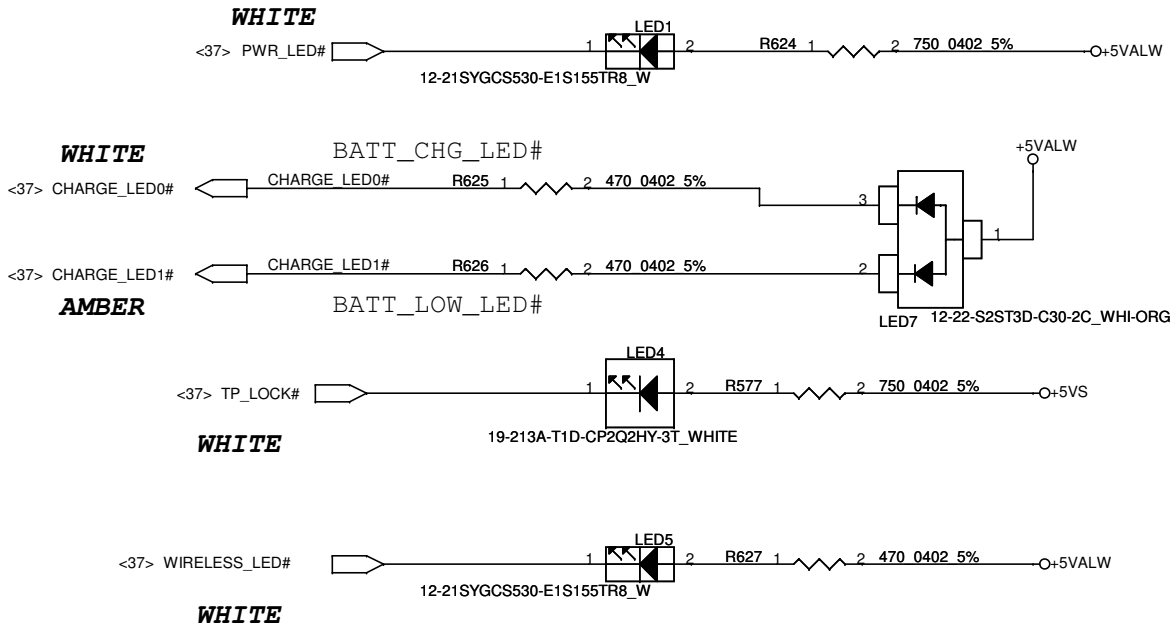 WHITE
<37> PWR_LED#
1
LED1
2
R624 1
2 750 0402 5%
+5VALW
12-21SYGCS530-E1S155TR8_W
WHITE
BATT_CHG_LED#
+5VALW
<37> CHARGE_LED0#
CHARGE_LED0#
R625 1
2 470 0402 5%
3
1
<37> CHARGE_LED1#
CHARGE_LED1#
R626 1
2 470 0402 5%
2
AMBER
BATT_LOW_LED#
LED7
12-22-S2ST3D-C30-2C_WHI-ORG
<37> TP_LOCK#
1
LED4
2
R577 1
2 750 0402 5%
+5VS
19-213A-T1D-CP2Q2HY-3T_WHITE
WHITE
<37> WIRELESS_LED#
1
LED5
2
R627 1
2 470 0402 5%
+5VALW
12-21SYGCS530-E1S155TR8_W
WHITE